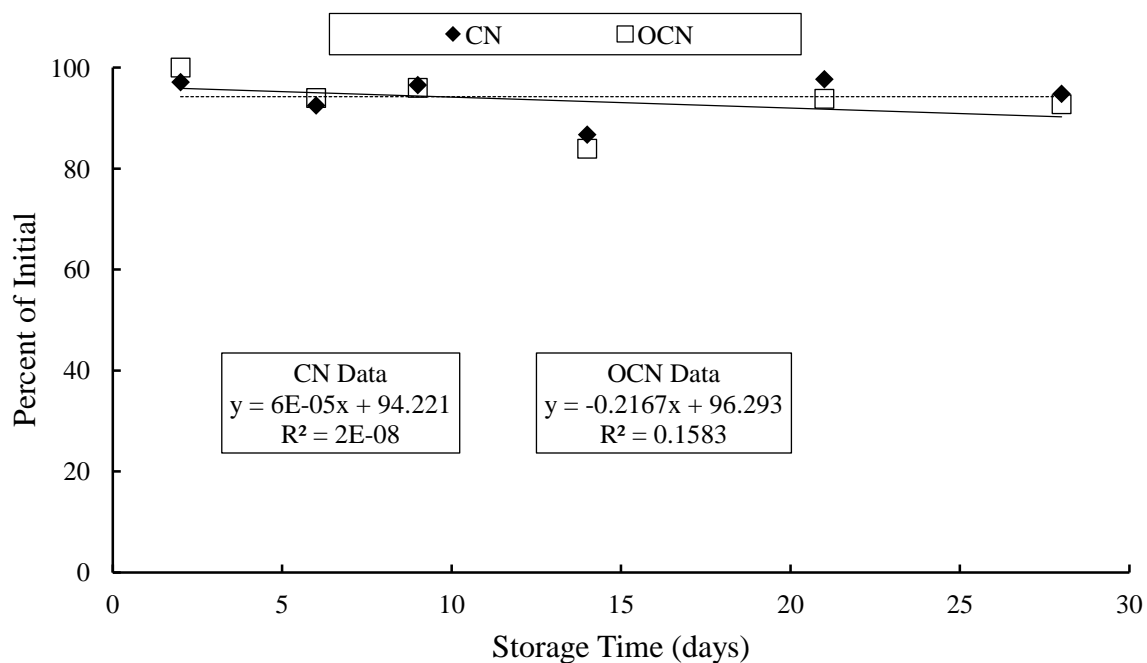 CN OCN
100
80
60
40
20
0
Percent of Initial
CN Data
y = 6E-05x + 94.221
R² = 2E-08
OCN Data
y = -0.2167x + 96.293
R² = 0.1583
0 5 10 15 20 25 30
Storage Time (days)